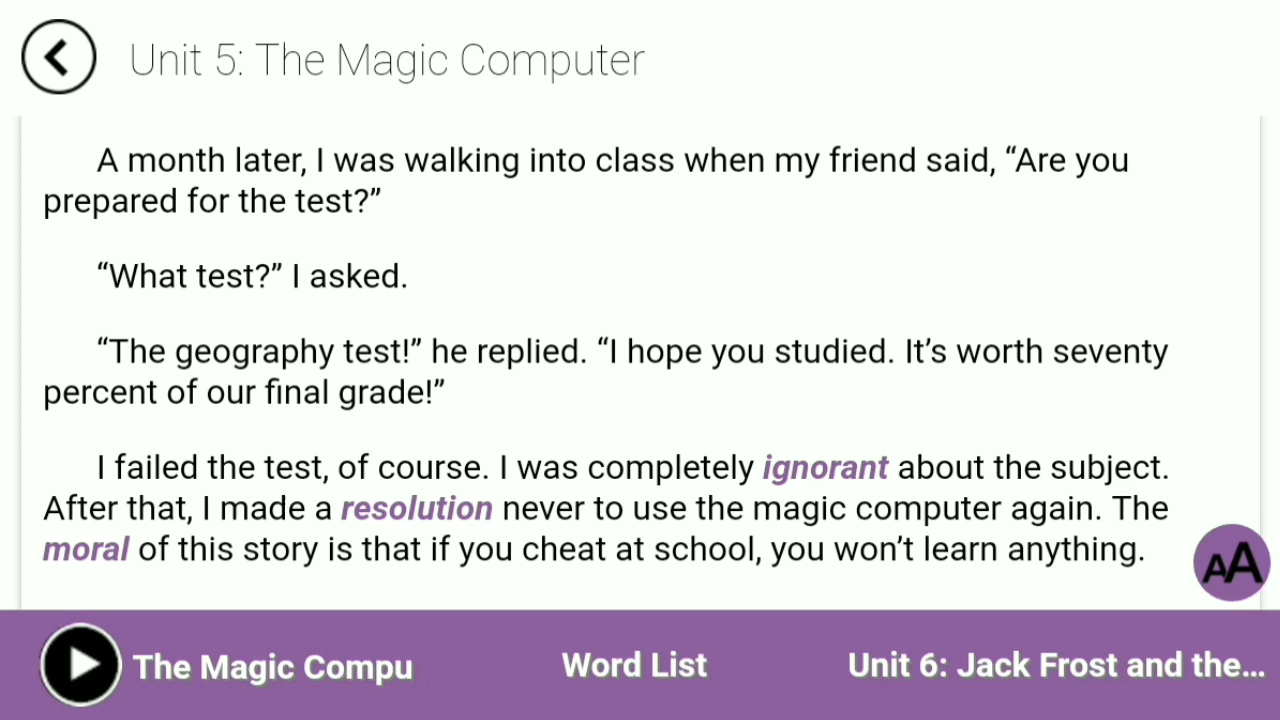 Unit 5: The Magic Computer
A month later, I was walking into class when my friend said, “Are you
prepared for the test?”
“What test?” I asked.
“The geography test!” he replied. “I hope you studied. It’s worth seventy
percent of our final grade!”
I failed the test, of course. I was completely ignorant about the subject.
After that, I made a resolution never to use the magic computer again. The
moral of this story is that if you cheat at school, you won’t learn anything.
AA
The Magic Compu
Word List
Unit 6: Jack Frost and the...